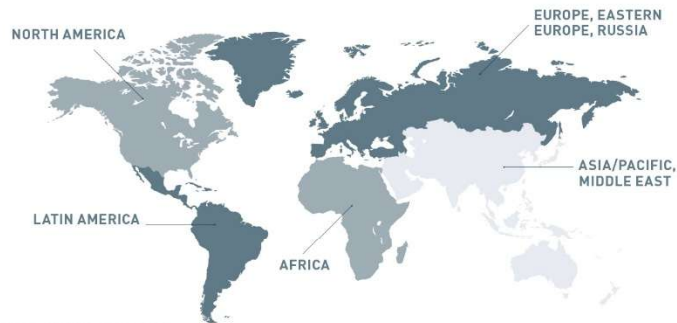 NORTH AMERICA
EUROPE, EASTERN
EUROPE, RUSSIA
ASIA/PACIFIC,
MIDDLE EAST
LATIN AMERICA
AFRICA